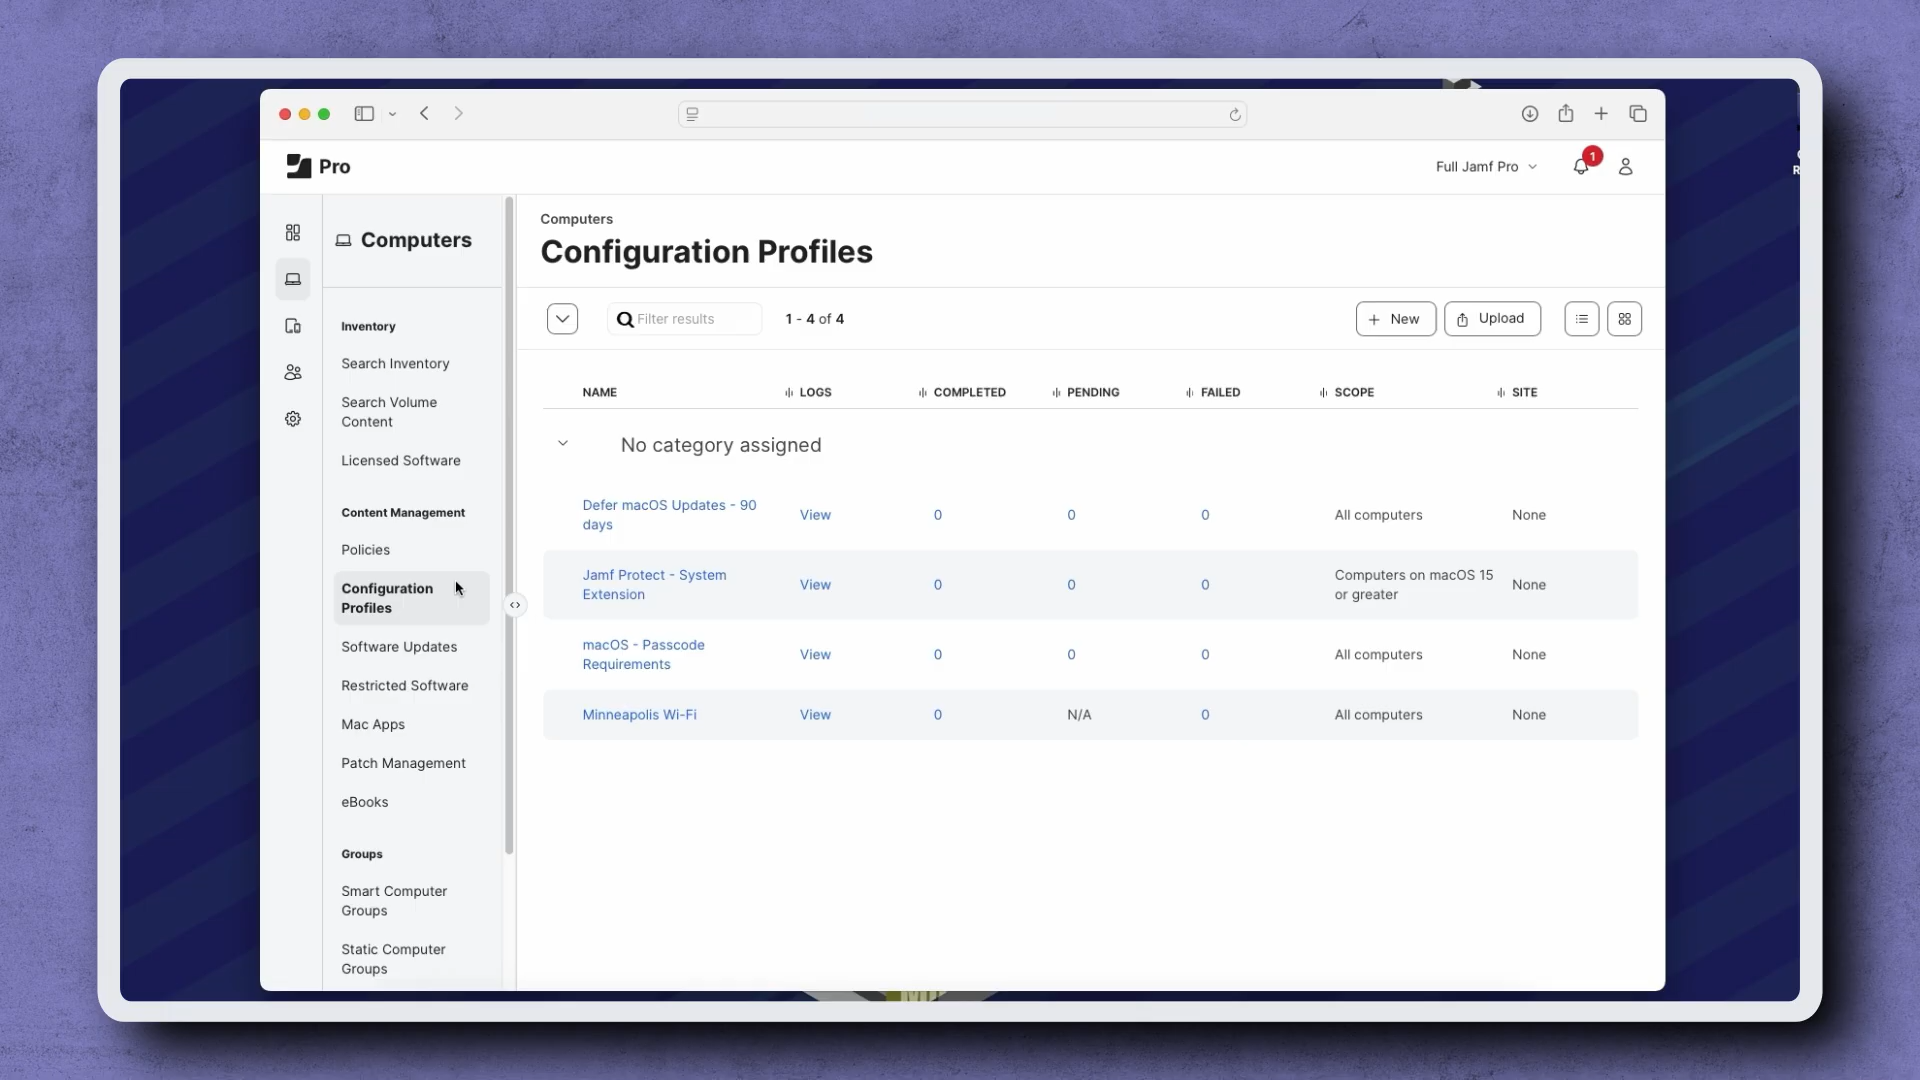 Pro
Full Jamf Pro
1
R
Computers
Computers
Configuration Profiles
Filter results
1 - 4 of 4
New
Upload
Inventory
Search Inventory
Search Volume
Content
Licensed Software
Content Management
Policies
Configuration
Profiles
Software Updates
Restricted Software
Mac Apps
Patch Management
eBooks
Groups
Smart Computer
Groups
Static Computer
Groups
NAME LOGS COMPLETED PENDING FAILED SCOPE SITE
No category assigned
Defer macOS Updates - 90
days
View 0 0 0 All computers None
Jamf Protect - System
Extension
View 0 0 0 Computers on macOS 15
or greater
None
macOS - Passcode
Requirements
View 0 0 0 All computers None
Minneapolis Wi-Fi View 0 N/A 0 All computers None